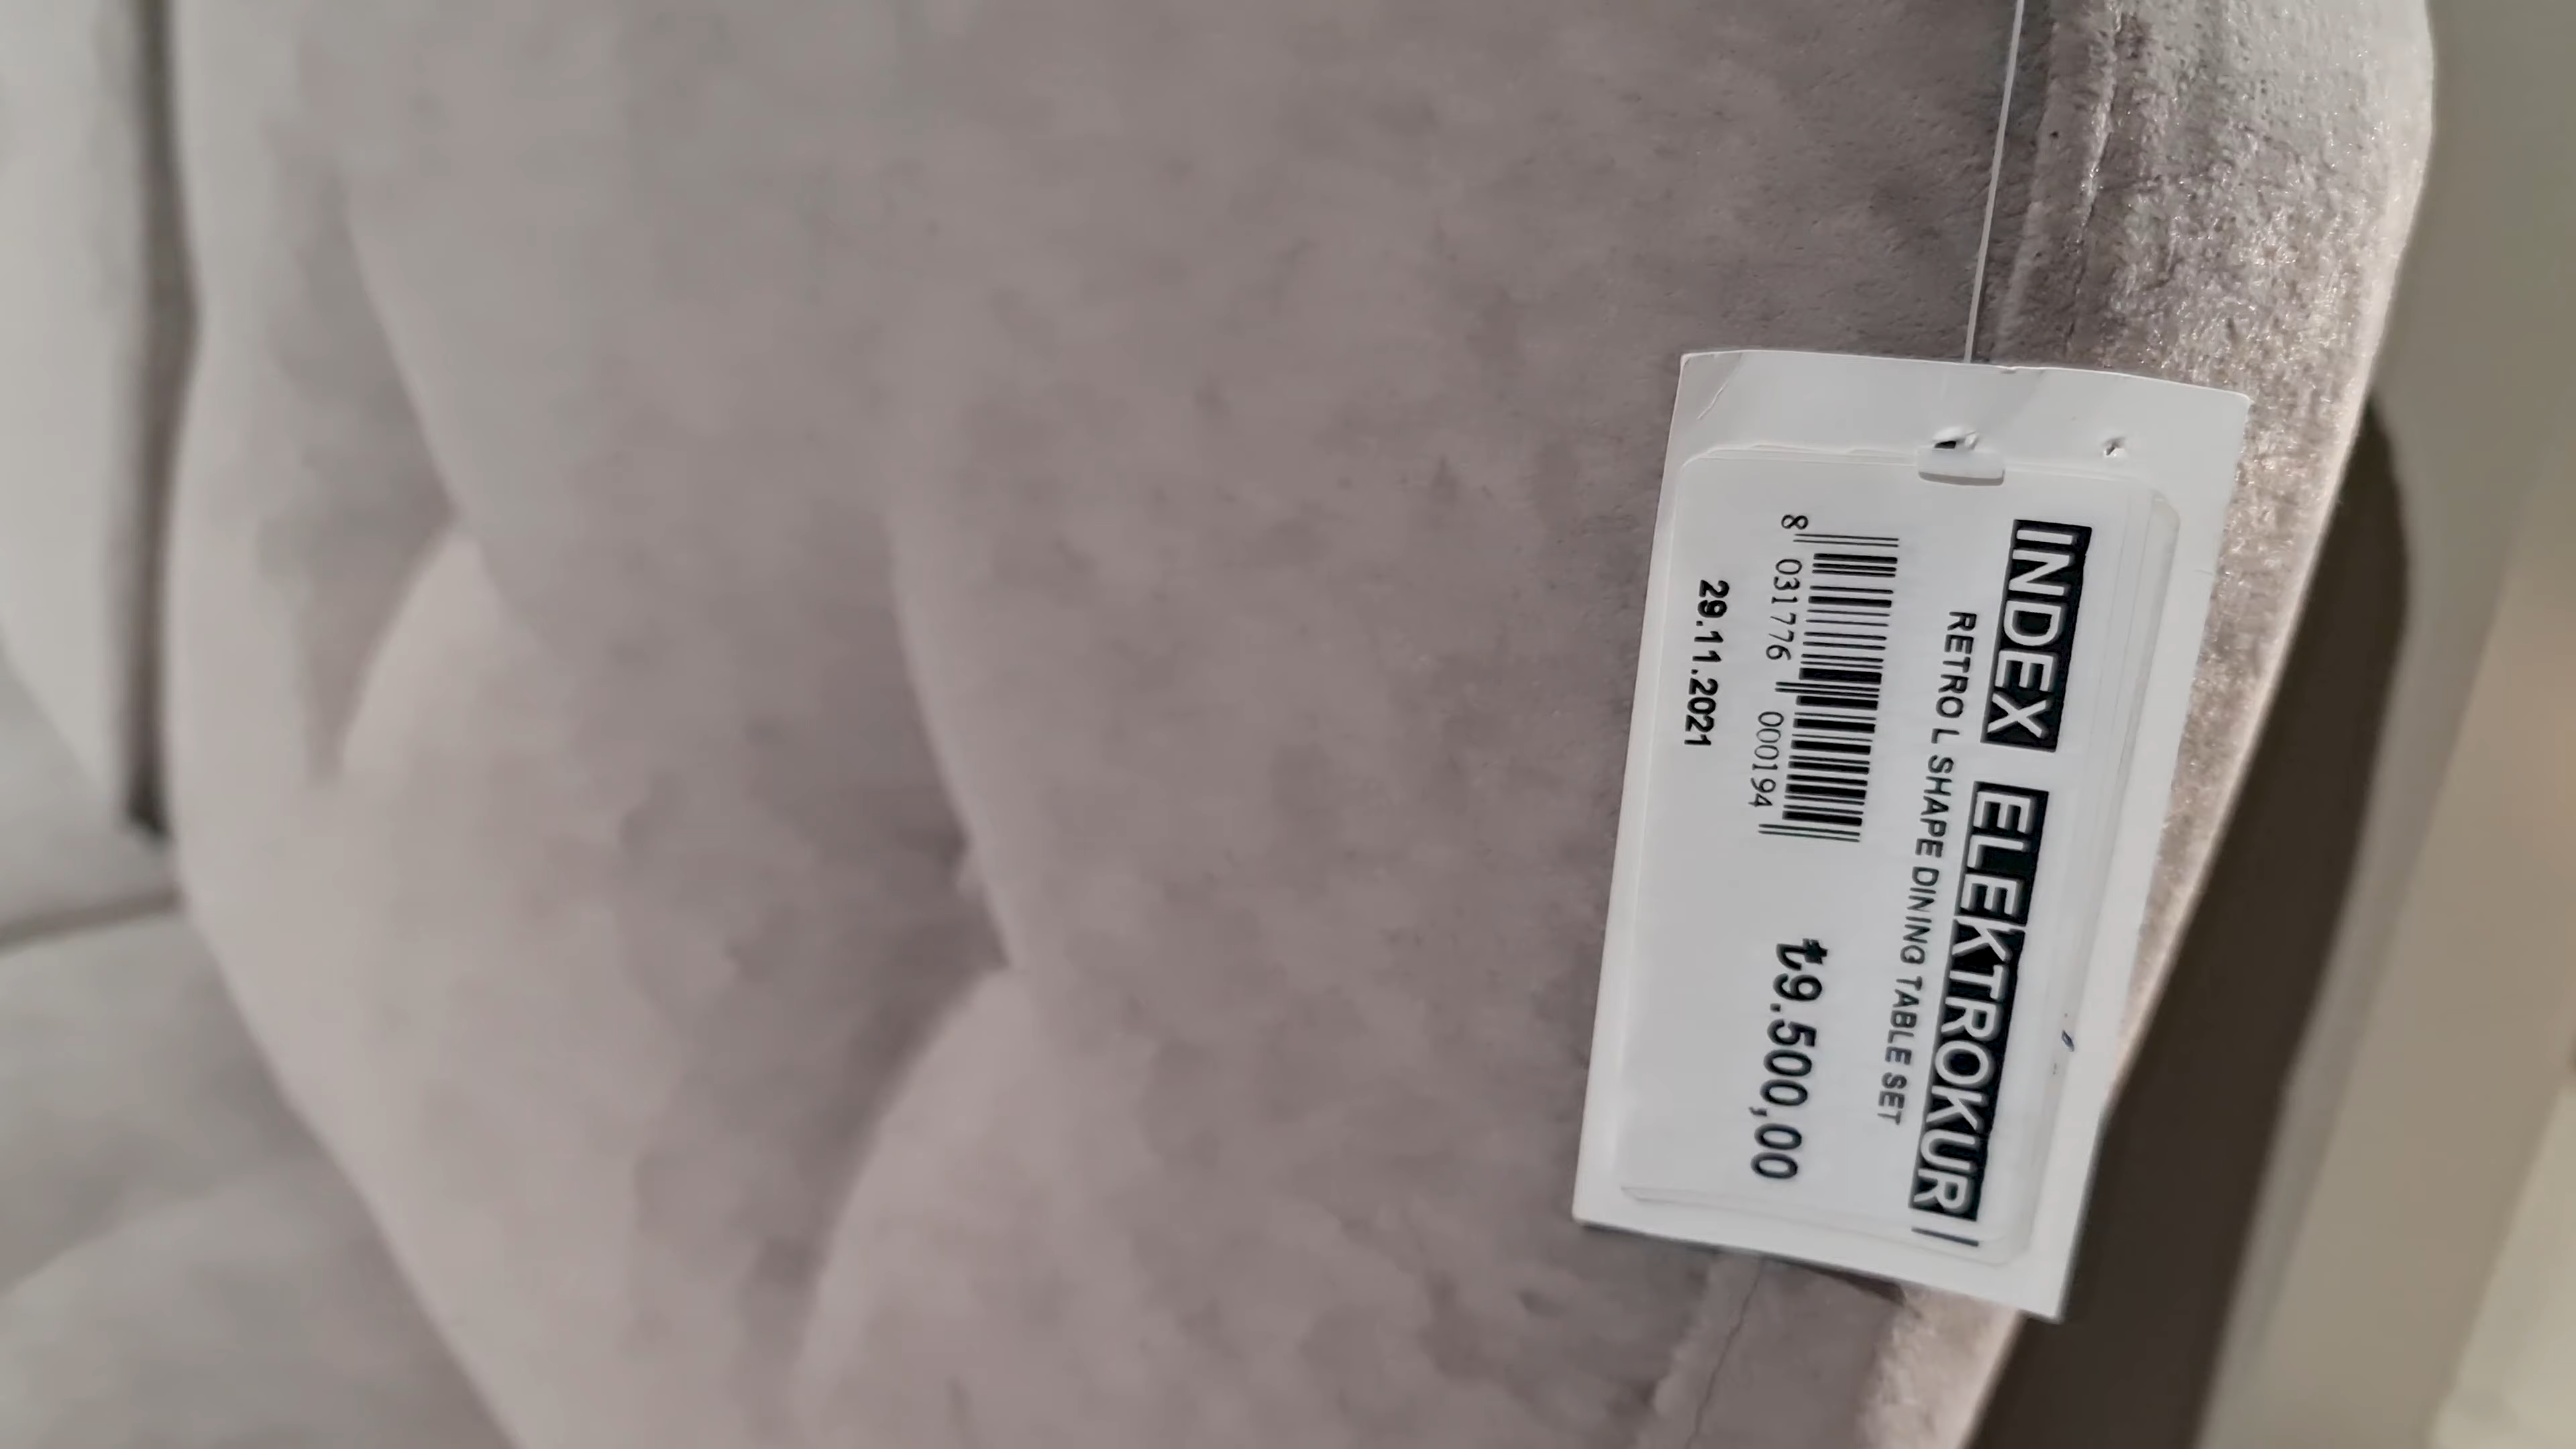 INDEX ELEKTROKUR
RETRO L SHAPE DINING TABLE SET
8 031776 000194
₺9.500,00
29.11.2021